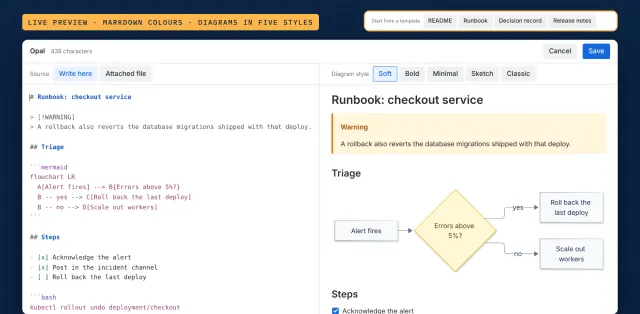 LIVE PREVIEW · MARKDOWN COLOURS · DIAGRAMS IN FIVE STYLES
Start from a template README Runbook Decision record Release notes
Opal 438 characters
Cancel Save
Source Write here Attached file
Diagram style Soft Bold Minimal Sketch Classic
# Runbook: checkout service
> [!WARNING]
> A rollback also reverts the database migrations shipped with that deploy.
## Triage
```mermaid
flowchart LR
A[Alert fires] --> B{Errors above 5%?}
B -- yes --> C[Roll back the last deploy]
B -- no --> D[Scale out workers]
```
## Steps
- [x] Acknowledge the alert
- [x] Post in the incident channel
- [ ] Roll back the last deploy
```bash
kubectl rollout undo deployment/checkout
Runbook: checkout service
Warning
A rollback also reverts the database migrations shipped with that deploy.
Triage
Alert fires
Errors above
5%?
yes
Roll back the
last deploy
no
Scale out
workers
Steps
Acknowledge the alert